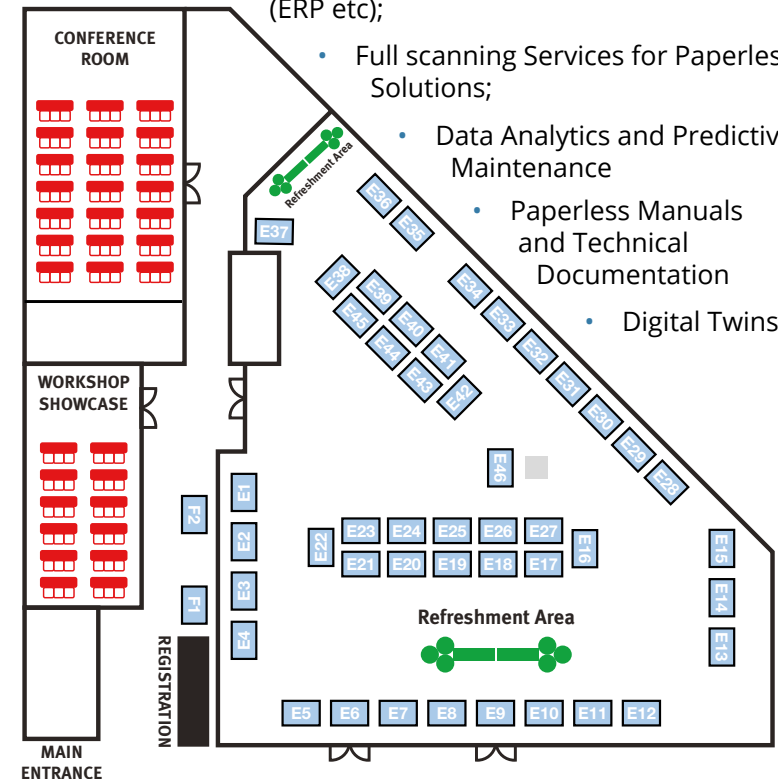 (ERP etc);
• Full scanning Services for Paperles
Solutions;
• Data Analytics and Predictiv
Maintenance
• Paperless Manuals
and Technical
Documentation
• Digital Twins
CONFERENCE
ROOM
Refreshment Area
E36
E35
E37
E38
E39
E40
E41
E45
E44
E43
E42
E34
E33
E32
E31
E30
E29
E28
WORKSHOP
SHOWCASE
E46
F2
F1
E1
E2
E3
E4
E22
E23
E24
E25
E26
E27
E21
E20
E19
E18
E17
E16
E15
E14
E13
Refreshment Area
REGISTRATION
E5
E6
E7
E8
E9
E10
E11
E12
MAIN
ENTRANCE